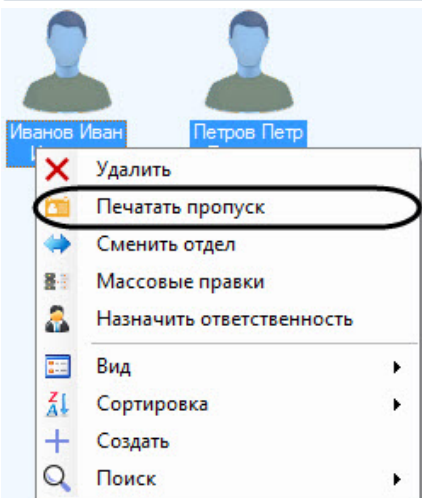 Иванов Иван
Петров Петр
Удалить
Печатать пропуск
Сменить отдел
Массовые правки
Назначить ответственность
Вид
Сортировка
Создать
Поиск